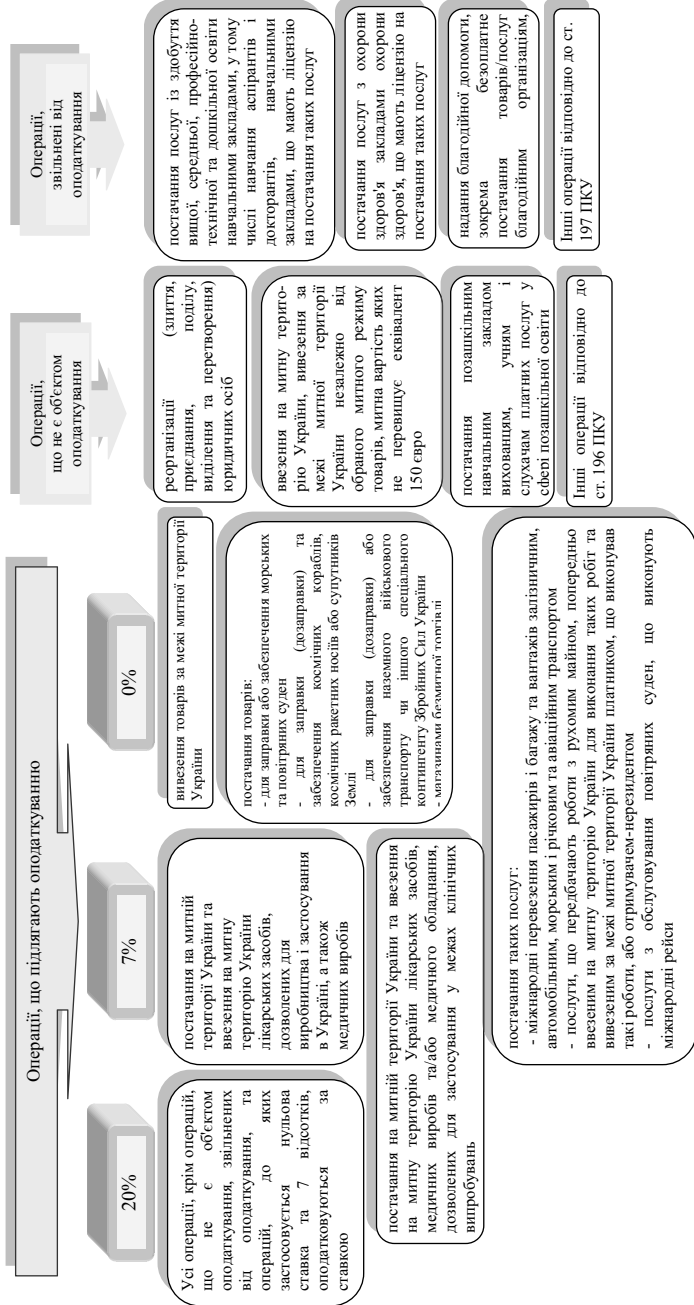 Операції, що підлягають оподаткуванню
20%
Усі операції, крім операцій,
що не є об'єктом
оподаткування, звільнених
від оподаткування, та
операцій, до яких
застосовується нульова
ставка та 7 відсотків,
оподатковуються за
ставкою
7%
постачання на митній
території України та
ввезення на митну
територію України
лікарських засобів,
дозволених для
виробництва і застосування
в Україні, а також
медичних виробів
постачання на митній території України та ввезення
на митну територію України лікарських засобів,
медичних виробів та/або медичного обладнання,
дозволених для застосування у межах клінічних
випробувань
0%
вивезення товарів за межі митної території
України
постачання товарів:
- для заправки або забезпечення морських
та повітряних суден
- для заправки (дозаправки) та
забезпечення космічних кораблів,
космічних ракетних носіїв або супутників
Землі
- для заправки (дозаправки) або
забезпечення наземного військового
транспорту чи іншого спеціального
контингенту Збройних Сил України
- магазинами безмитної торгівлі
постачання таких послуг:
- міжнародні перевезення пасажирів і багажу та вантажів залізничним,
автомобільним, морським і річковим та авіаційним транспортом
- послуги, що передбачають роботи з рухомим майном, попередньо
ввезеним на митну територію України для виконання таких робіт та
вивезеним за межі митної території України платником, що виконував
такі роботи, або отримувачем-нерезидентом
- послуги з обслуговування повітряних суден, що виконують
міжнародні рейси
Операції,
що не є об'єктом
оподаткування
реорганізації (злиття,
приєднання, поділу,
виділення та перетворення)
юридичних осіб
ввезення на митну терито-
рію України, вивезення за
межі митної території
України незалежно від
обраного митного режиму
товарів, митна вартість яких
не перевищує еквівалент
150 євро
постачання позашкільним
навчальним закладом
вихованцям, учням і
слухачам платних послуг у
сфері позашкільної освіти
Інші операції відповідно до
ст. 196 ПКУ
Операції,
звільнені від
оподаткування
постачання послуг із здобуття
вищої, середньої, професійно-
технічної та дошкільної освіти
навчальними закладами, у тому
числі навчання аспірантів і
докторантів, навчальними
закладами, що мають ліцензію
на постачання таких послуг
постачання послуг з охорони
здоров'я закладами охорони
здоров'я, що мають ліцензію на
постачання таких послуг
надання благодійної допомоги,
зокрема безоплатне
постачання товарів/послуг
благодійним організаціям,
Інші операції відповідно до ст.
197 ПКУ